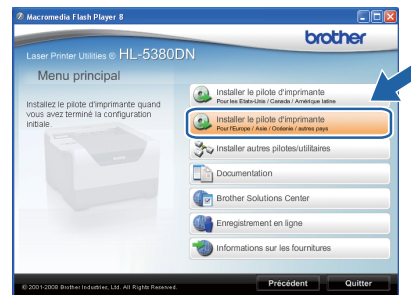 Macromedia Flash Player 8
brother
Laser Printer Utilities © HL-5380DN
Menu principal
Installez le pilote d'imprimante quand
vous avez terminé la configuration
initiale.
Installer le pilote d'imprimante
Pour les Etats-Unis / Canada / Amérique latine
Installer le pilote d'imprimante
Pour l'Europe / Asie / Océanie / autres pays
Installer autres pilotes/utilitaires
Documentation
Brother Solutions Center
Enregistrement en ligne
Informations sur les fournitures
© 2001-2008 Brother Industries, Ltd. All Rights Reserved.
Précédent
Quitter